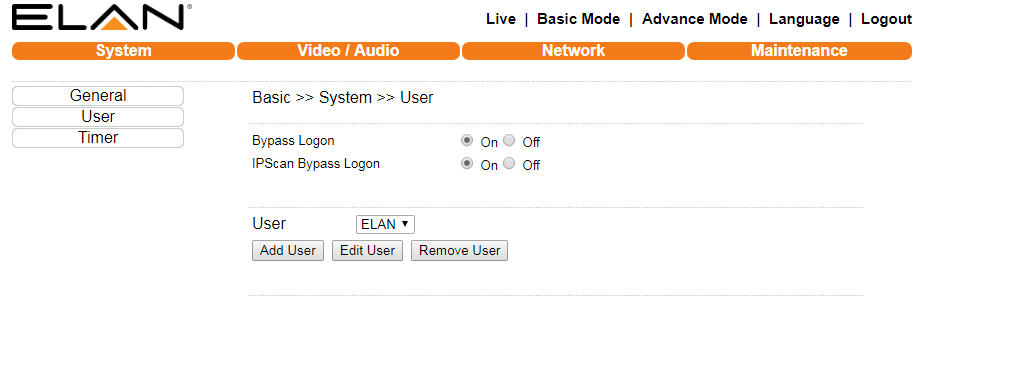 ELAN®
Live | Basic Mode | Advance Mode | Language | Logout
System Video / Audio Network Maintenance
General
User
Timer
Basic >> System >> User
Bypass Logon On Off
IPScan Bypass Logon On Off
User ELAN
Add User Edit User Remove User